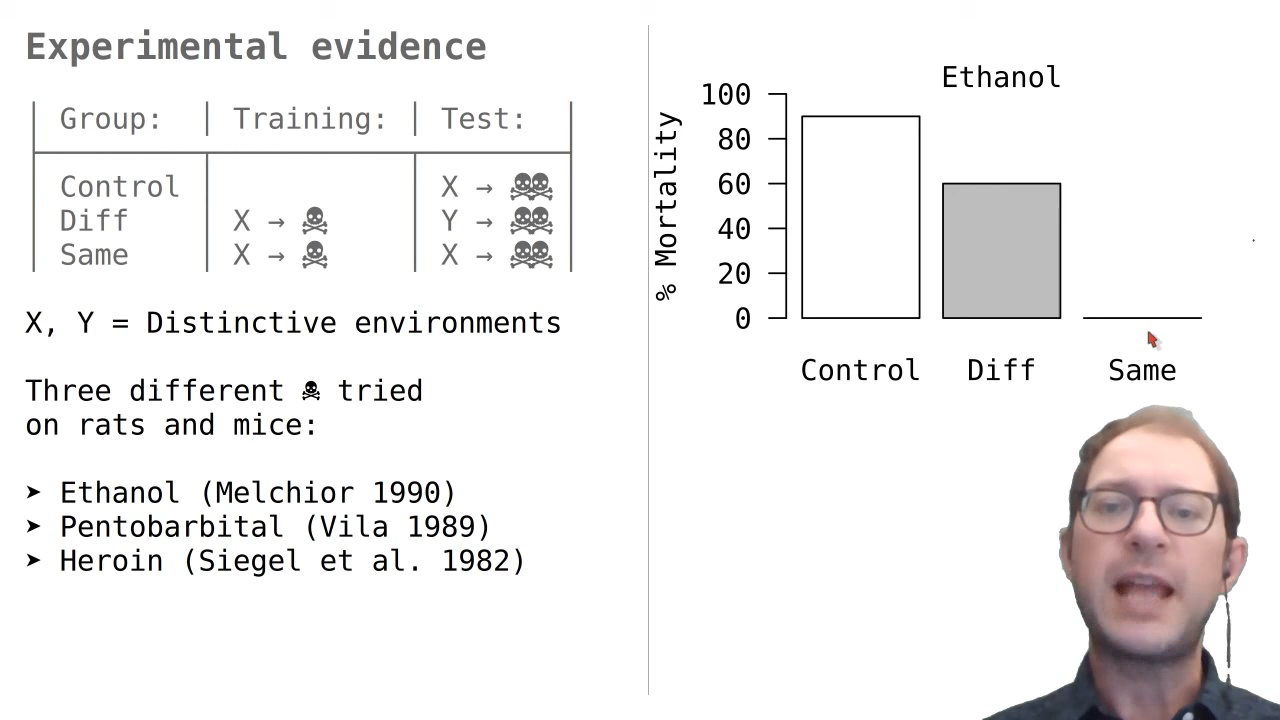 Experimental evidence
Group: Training: Test:
Control X → ☠☠
Diff X → ☠ Y → ☠☠
Same X → ☠ X → ☠☠
X, Y = Distinctive environments
Three different ☠ tried
on rats and mice:
➤ Ethanol (Melchior 1990)
➤ Pentobarbital (Vila 1989)
➤ Heroin (Siegel et al. 1982)
Ethanol
% Mortality
100
80
60
40
20
0
Control Diff Same